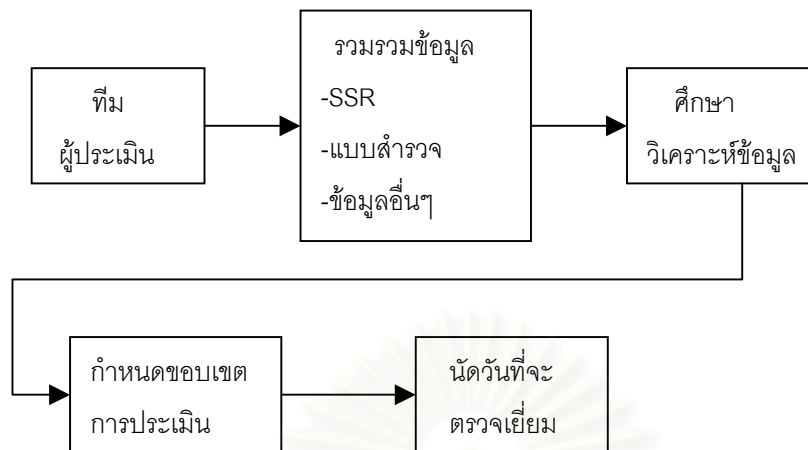 ทีม
ผู้ประเมิน
รวมรวมข้อมูล
-SSR
-แบบสำรวจ
-ข้อมูลอื่นๆ
ศึกษา
วิเคราะห์ข้อมูล
กำหนดขอบเขต
การประเมิน
นัดวันที่จะ
ตรวจเยี่ยม